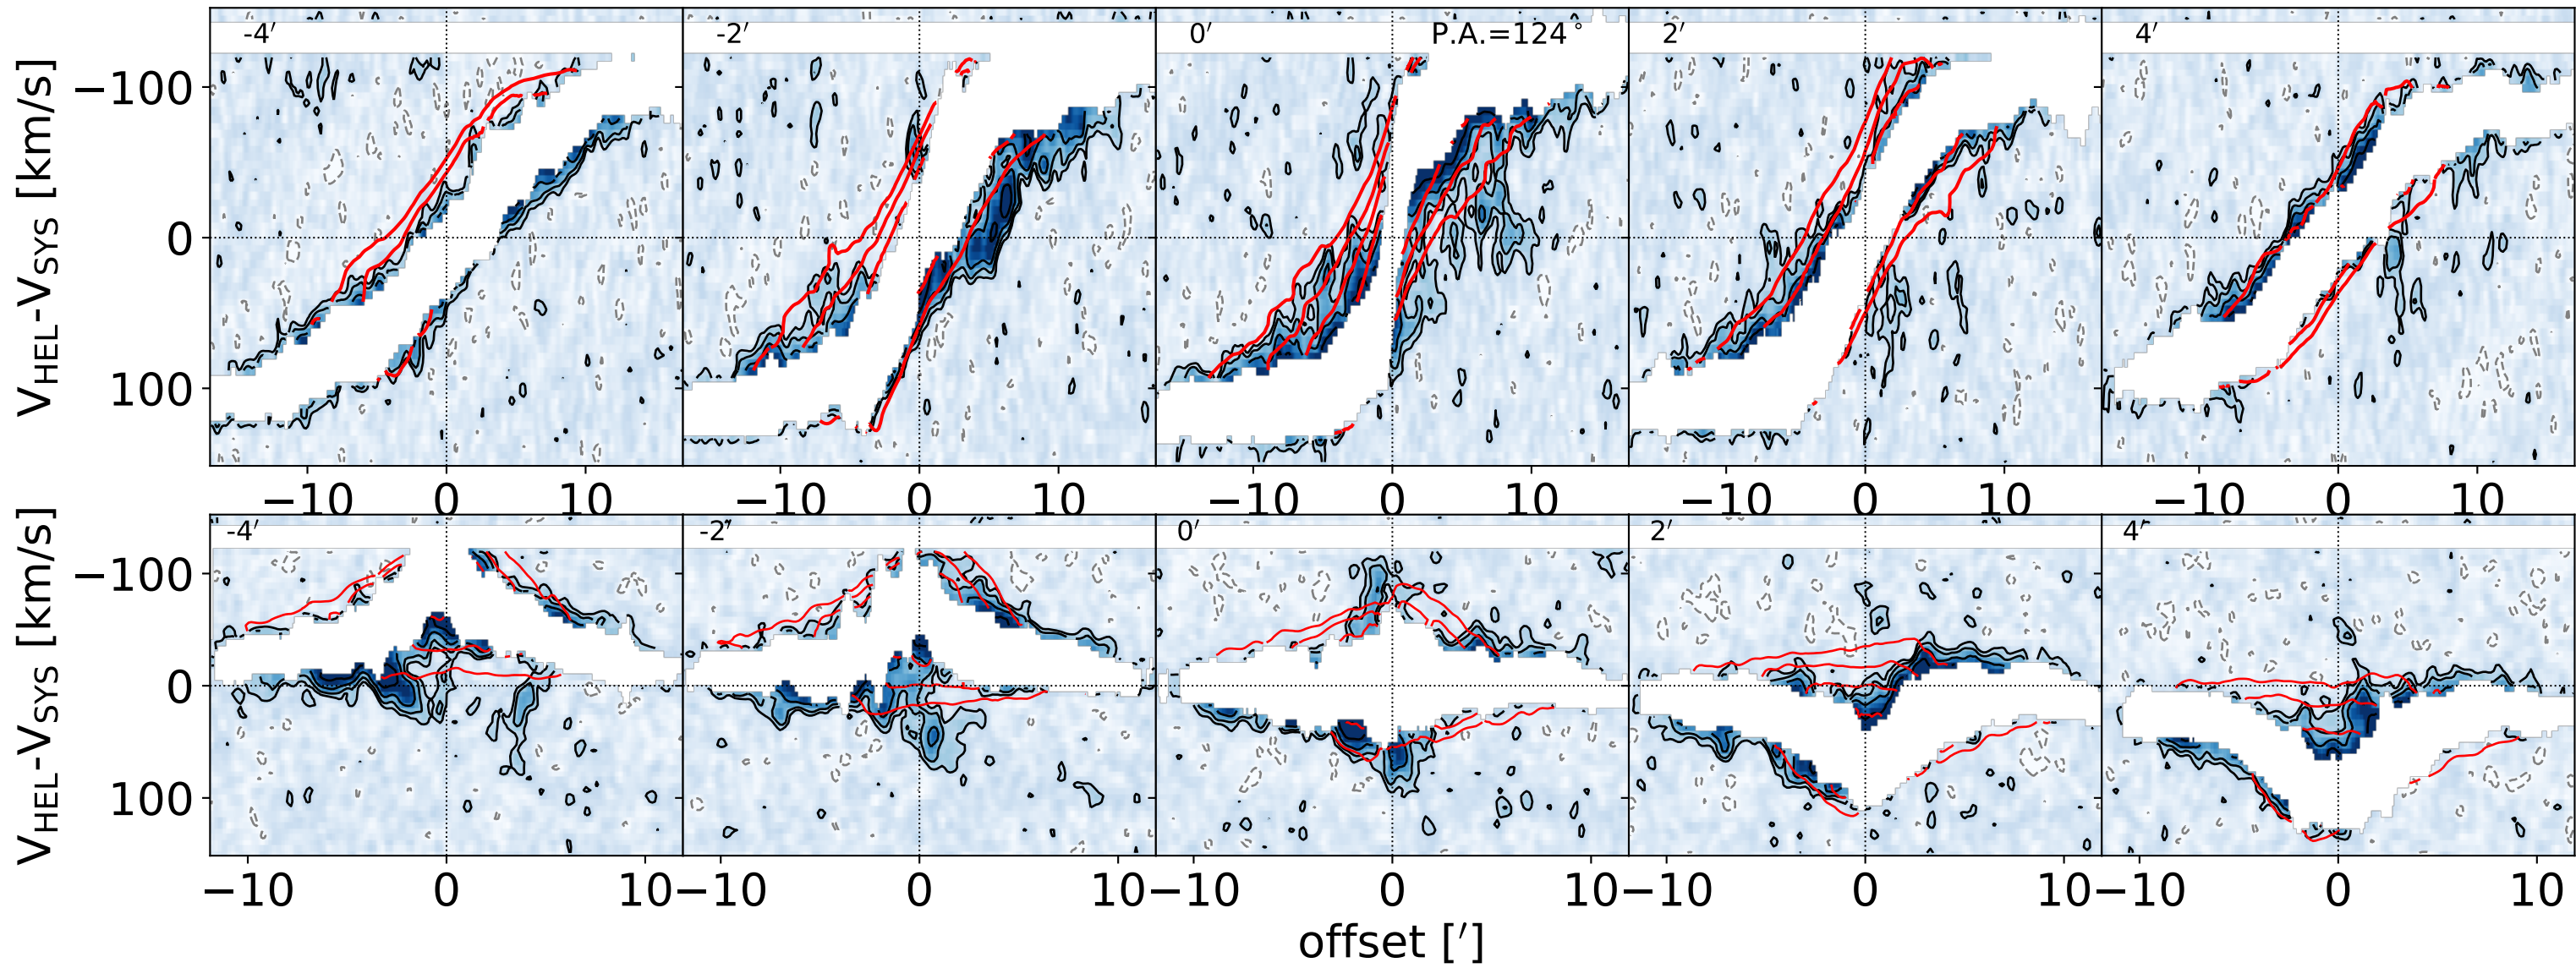 -4′ -2′ 0′ P.A.=124° 2′ 4′
V_HEL-V_SYS [km/s]
−100
0
100
−10 0 10 −10 0 10 −10 0 10 −10 0 10 −10 0 10
-4′ -2′ 0′ 2′ 4′
V_HEL-V_SYS [km/s]
−100
0
100
−10 0 10 −10 0 10 −10 0 10 −10 0 10 −10 0 10
offset [′]